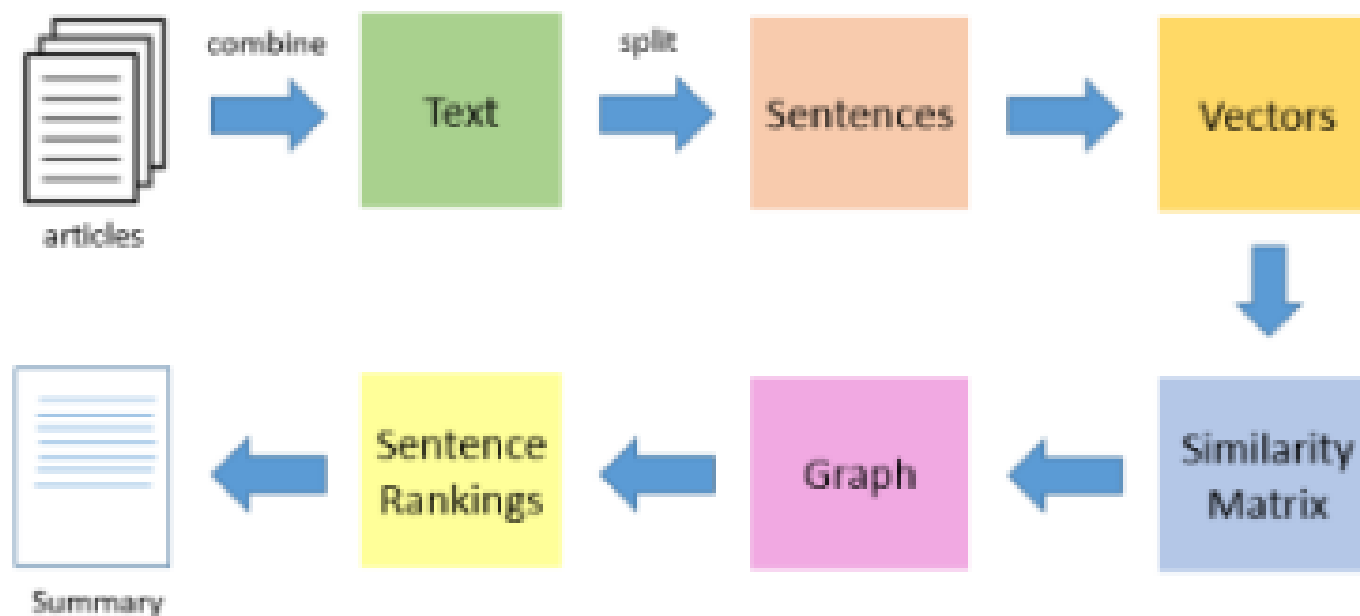 combine
split
Text
Sentences
Vectors
articles
Similarity
Matrix
Graph
Sentence
Rankings
Summary